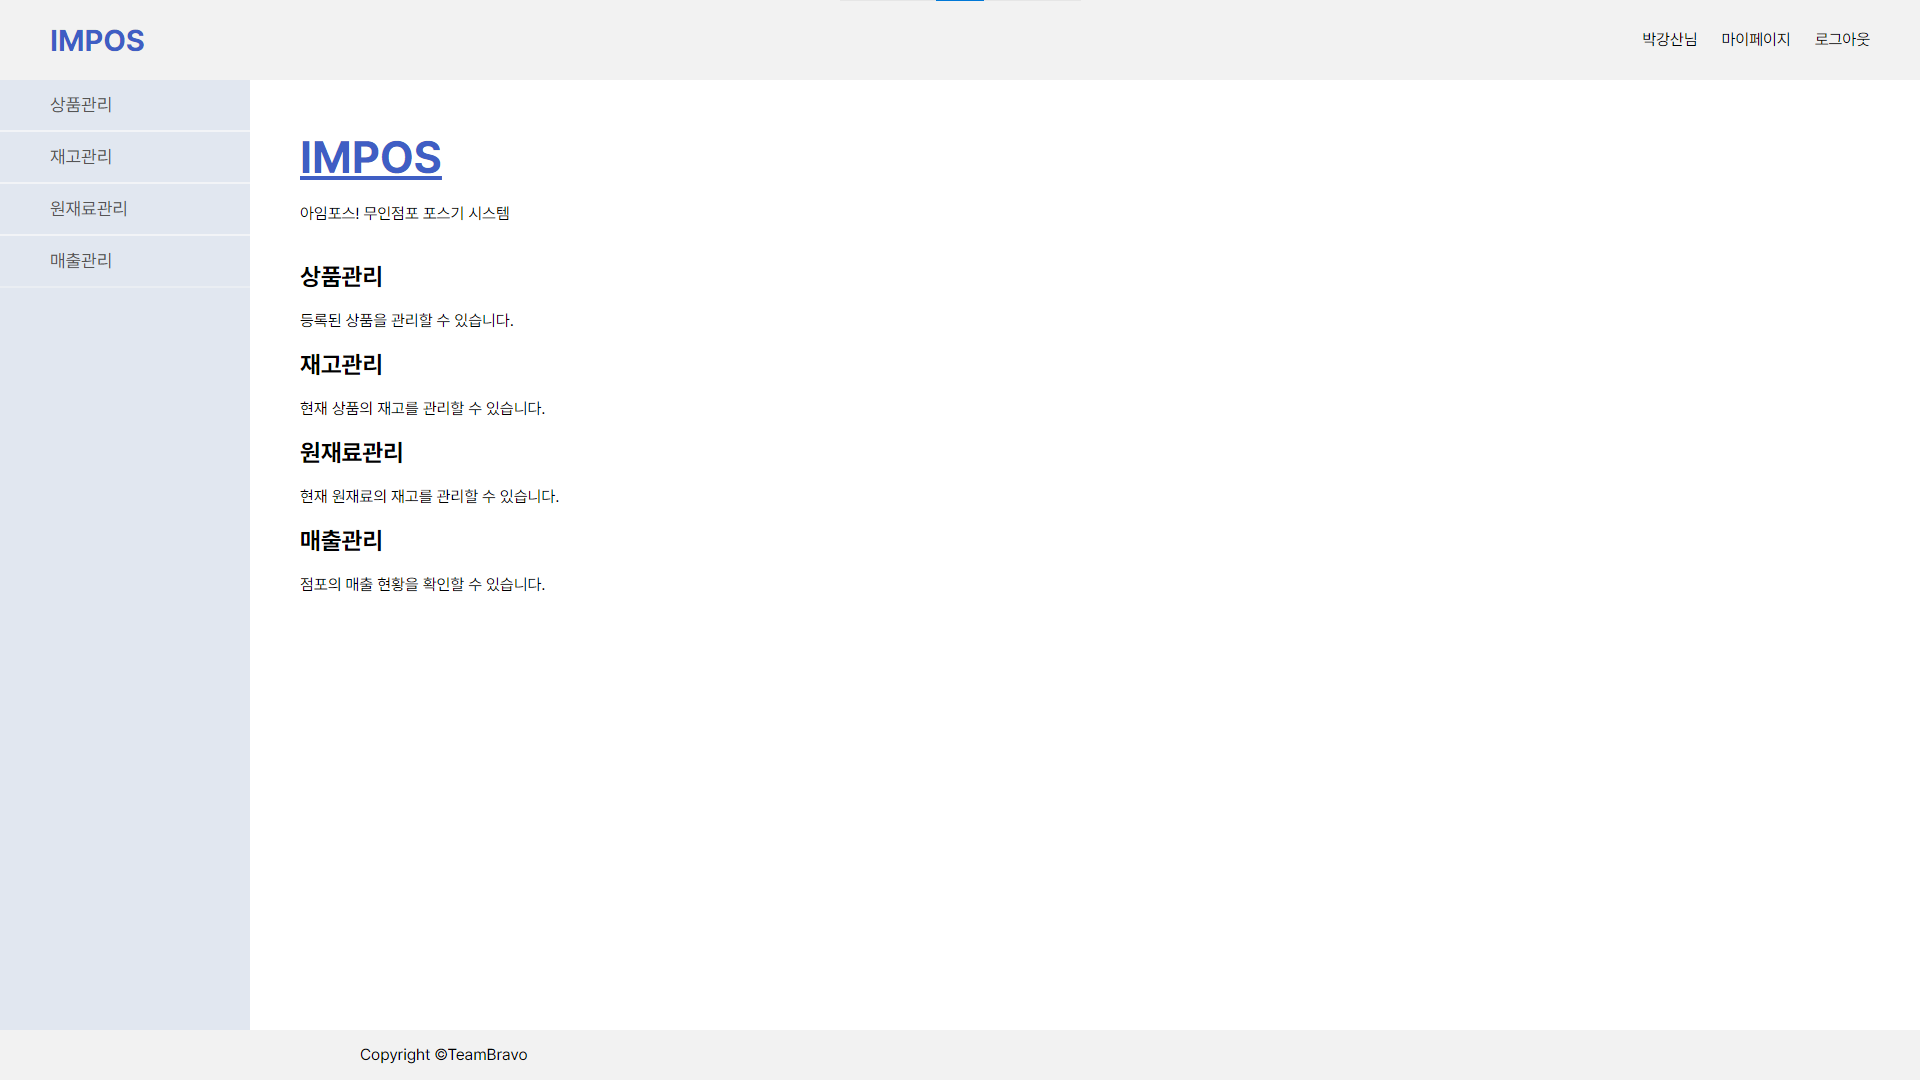 IMPOS
박강산님 마이페이지 로그아웃
상품관리
재고관리
원재료관리
매출관리
IMPOS
아임포스! 무인점포 포스기 시스템
상품관리
등록된 상품을 관리할 수 있습니다.
재고관리
현재 상품의 재고를 관리할 수 있습니다.
원재료관리
현재 원재료의 재고를 관리할 수 있습니다.
매출관리
점포의 매출 현황을 확인할 수 있습니다.
Copyright ©TeamBravo